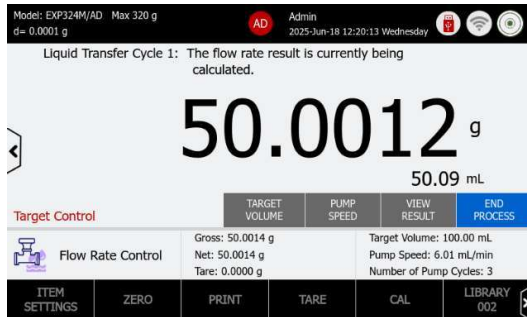 Model: EXP324M/AD Max 320 g
d= 0.0001 g
AD
Admin
2025-Jun-18 12:20:13 Wednesday
Liquid Transfer Cycle 1: The flow rate result is currently being
calculated.
50.0012 g
50.09 mL
Target Control
TARGET
VOLUME
PUMP
SPEED
VIEW
RESULT
END
PROCESS
Flow Rate Control
Gross: 50.0014 g
Net: 50.0014 g
Tare: 0.0000 g
Target Volume: 100.00 mL
Pump Speed: 6.01 mL/min
Number of Pump Cycles: 3
ITEM
SETTINGS
ZERO
PRINT
TARE
CAL
LIBRARY
002